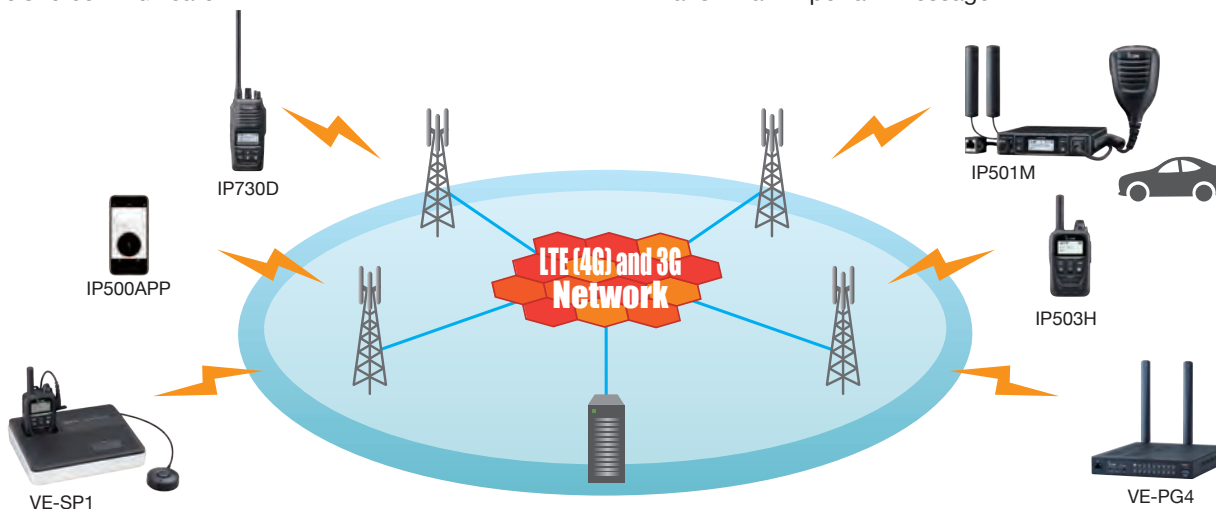 IP730D
IP501M
IP500APP
LTE (4G) and 3G
Network
IP503H
VE-SP1
VE-PG4